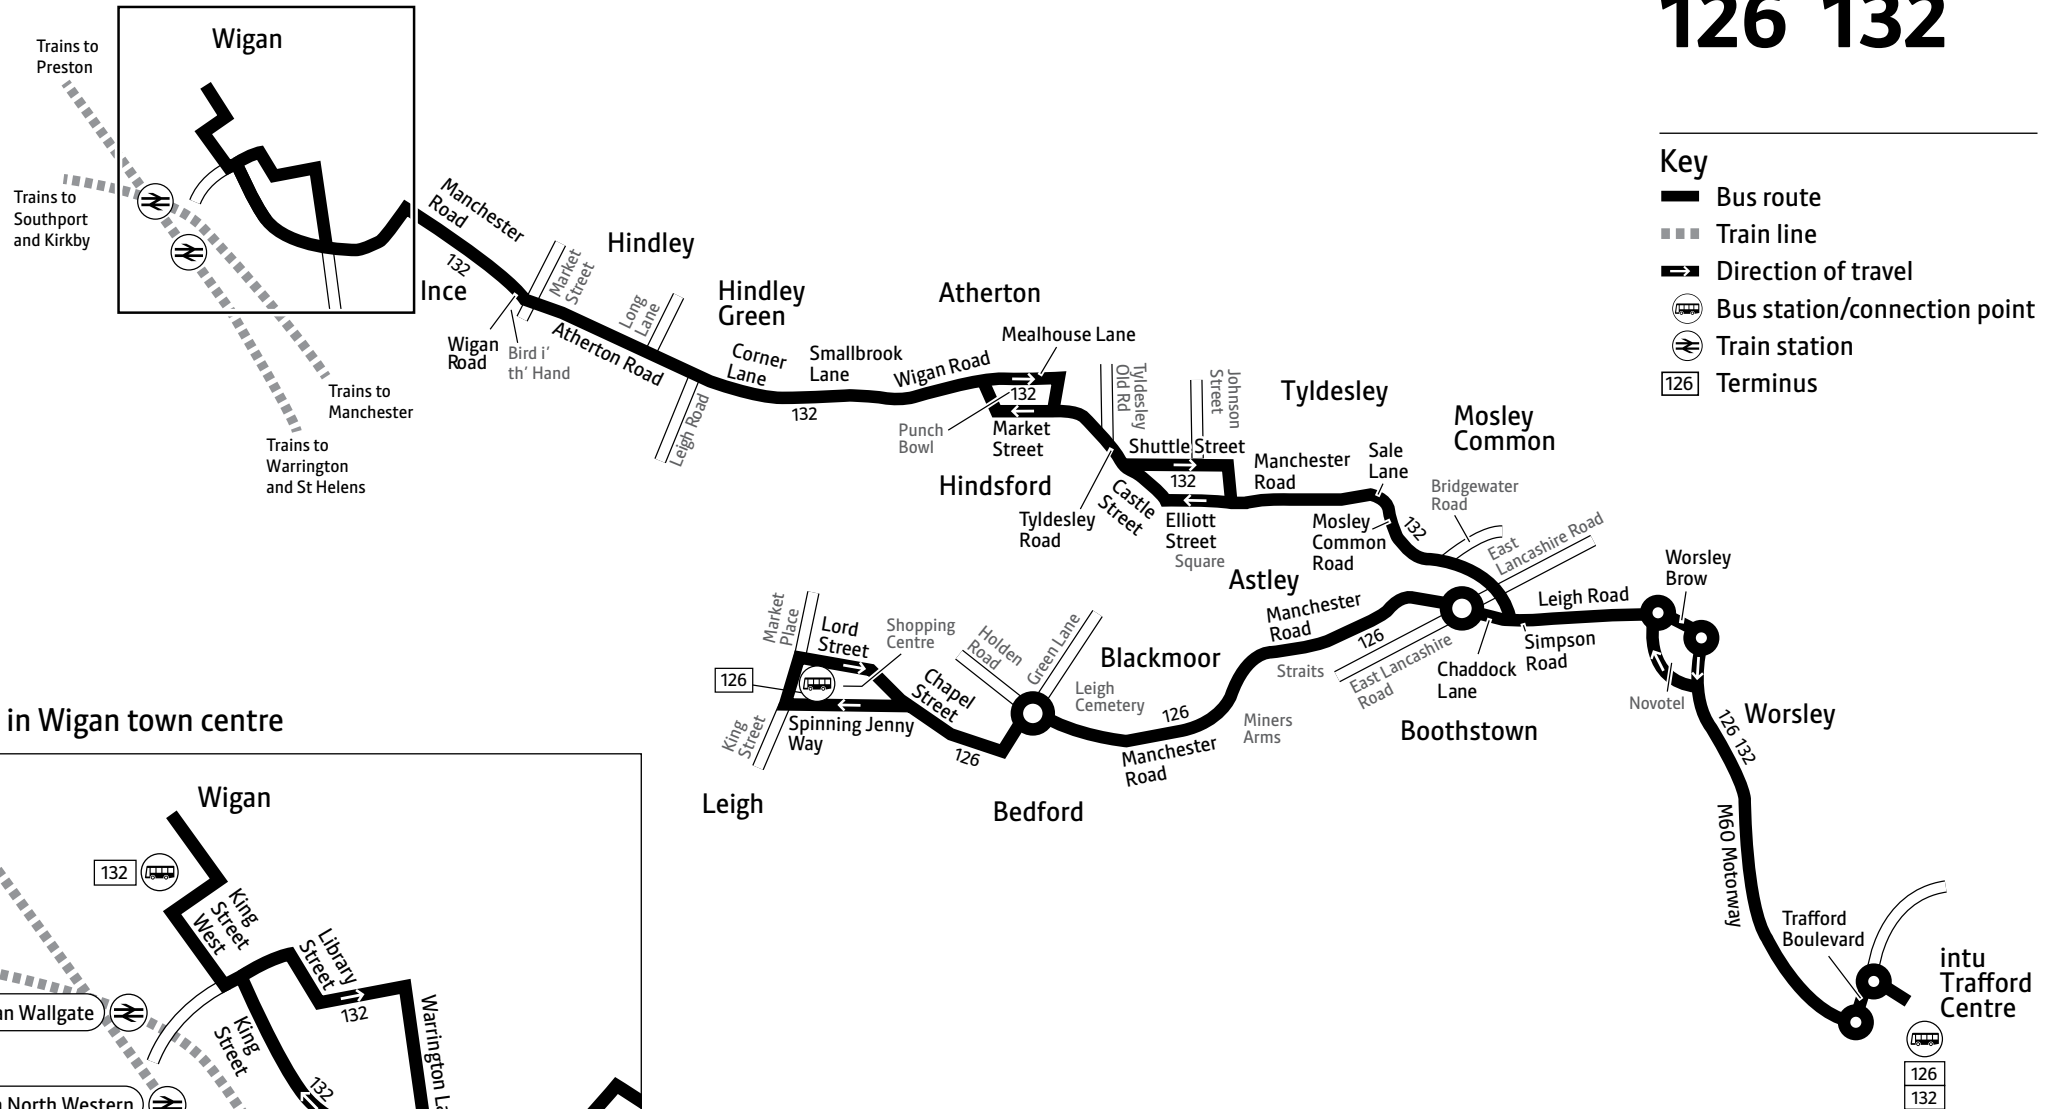 126 132
Key
Bus route
Train line
Direction of travel
Bus station/connection point
Train station
126
Terminus
Wigan
Trains to
Preston
Trains to
Southport
and Kirkby
Trains to
Manchester
Trains to
Warrington
and St Helens
Manchester
Road
132
Ince
Market
Street
Hindley
Wigan
Road
Bird i'
th' Hand
Long
Lane
Atherton Road
Leigh Road
Hindley
Green
Corner
Lane
Smallbrook
Lane
132
Wigan Road
Atherton
Mealhouse Lane
132
Punch
Bowl
Market
Street
Tyldesley
Old Rd
Johnson
Street
Hindsford
Tyldesley
Road
Shuttle Street
132
Castle
Street
Elliott
Street
Square
Tyldesley
Manchester
Road
Sale
Lane
Mosley
Common
Mosley
Common
Road
132
Bridgewater
Road
East
Lancashire Road
Astley
Manchester
Road
126
Straits
East Lancashire
Road
Chaddock
Lane
Simpson
Road
Leigh Road
Worsley
Brow
Novotel
Boothstown
Worsley
126 132
M60 Motorway
Trafford
Boulevard
intu
Trafford
Centre
126
132
Market
Place
Lord
Street
Shopping
Centre
126
King
Street
Spinning Jenny
Way
Chapel
Street
126
Leigh
Holden
Road
Green Lane
Leigh
Cemetery
Blackmoor
Bedford
126
Manchester
Road
Miners
Arms
in Wigan town centre
Wigan
132
King
Street
West
Library
Street
132
Warrington La
King
Street
132
an Wallgate
North Western